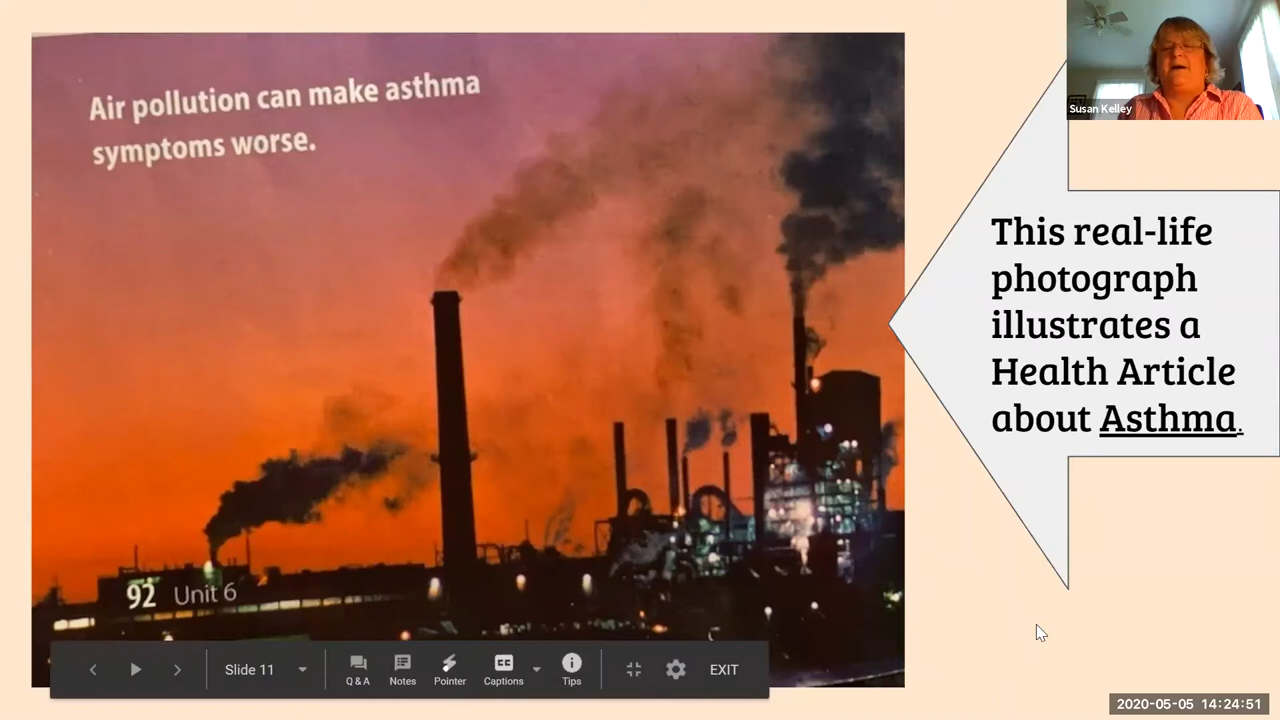 Air pollution can make asthma
symptoms worse.
92 Unit 6
This real-life
photograph
illustrates a
Health Article
about Asthma.
Susan Kelley
Slide 11
Q & A
Notes
Pointer
CC
Captions
Tips
EXIT
2020-05-05 14:24:51